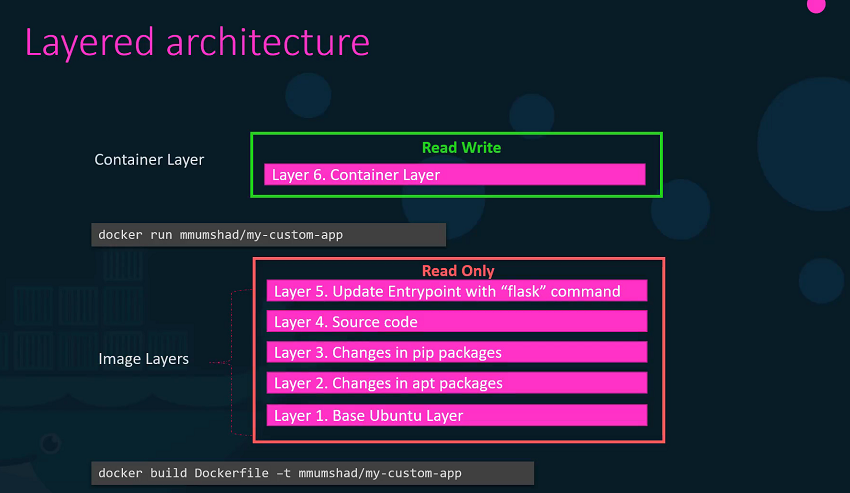 Layered architecture
Read Write
Container Layer
Layer 6. Container Layer
docker run mmumshad/my-custom-app
Read Only
Layer 5. Update Entrypoint with “flask” command
Layer 4. Source code
Layer 3. Changes in pip packages
Image Layers
Layer 2. Changes in apt packages
Layer 1. Base Ubuntu Layer
docker build Dockerfile –t mmumshad/my-custom-app